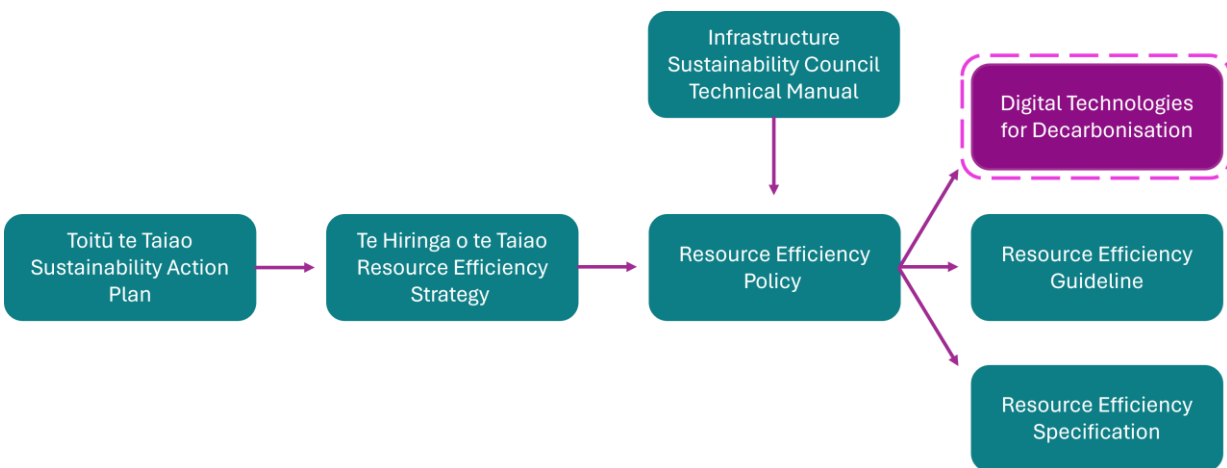 Infrastructure
Sustainability Council
Technical Manual
Digital Technologies
for Decarbonisation
Toitū te Taiao
Sustainability Action
Plan
Te Hiringa o te Taiao
Resource Efficiency
Strategy
Resource Efficiency
Policy
Resource Efficiency
Guideline
Resource Efficiency
Specification